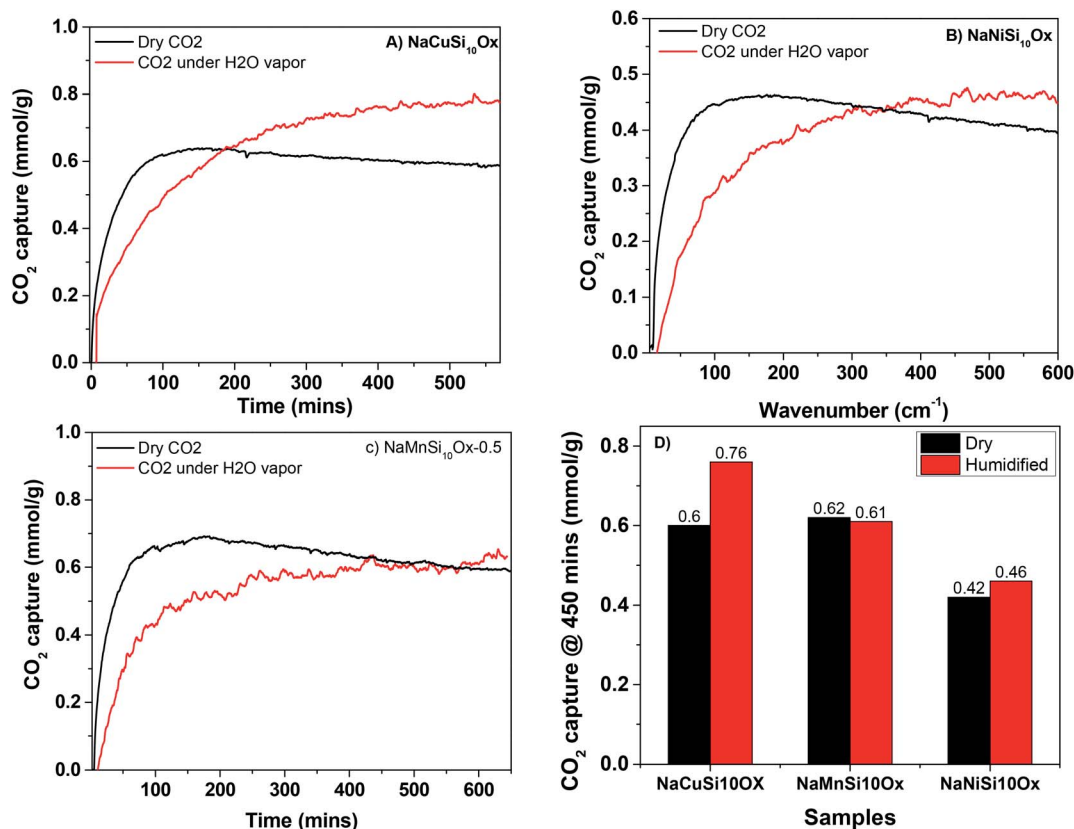 1.0
0.8
0.6
0.4
0.2
0.0
CO2 capture (mmol/g)
Dry CO2
CO2 under H2O vapor
A) NaCuSi10Ox
0 100 200 300 400 500
Time (mins)
0.6
0.5
0.4
0.3
0.2
0.1
0.0
CO2 capture (mmol/g)
Dry CO2
CO2 under H2O vapor
B) NaNiSi10Ox
100 200 300 400 500 600
Wavenumber (cm-1)
1.0
0.8
0.6
0.4
0.2
0.0
CO2 capture (mmol/g)
Dry CO2
CO2 under H2O vapor
c) NaMnSi10Ox-0.5
100 200 300 400 500 600
Time (mins)
0.8
0.6
0.4
0.2
0.0
CO2 capture @ 450 mins (mmol/g)
D)
Dry
Humidified
0.6 0.76 0.62 0.61 0.42 0.46
NaCuSi10OX NaMnSi10Ox NaNiSi10Ox
Samples